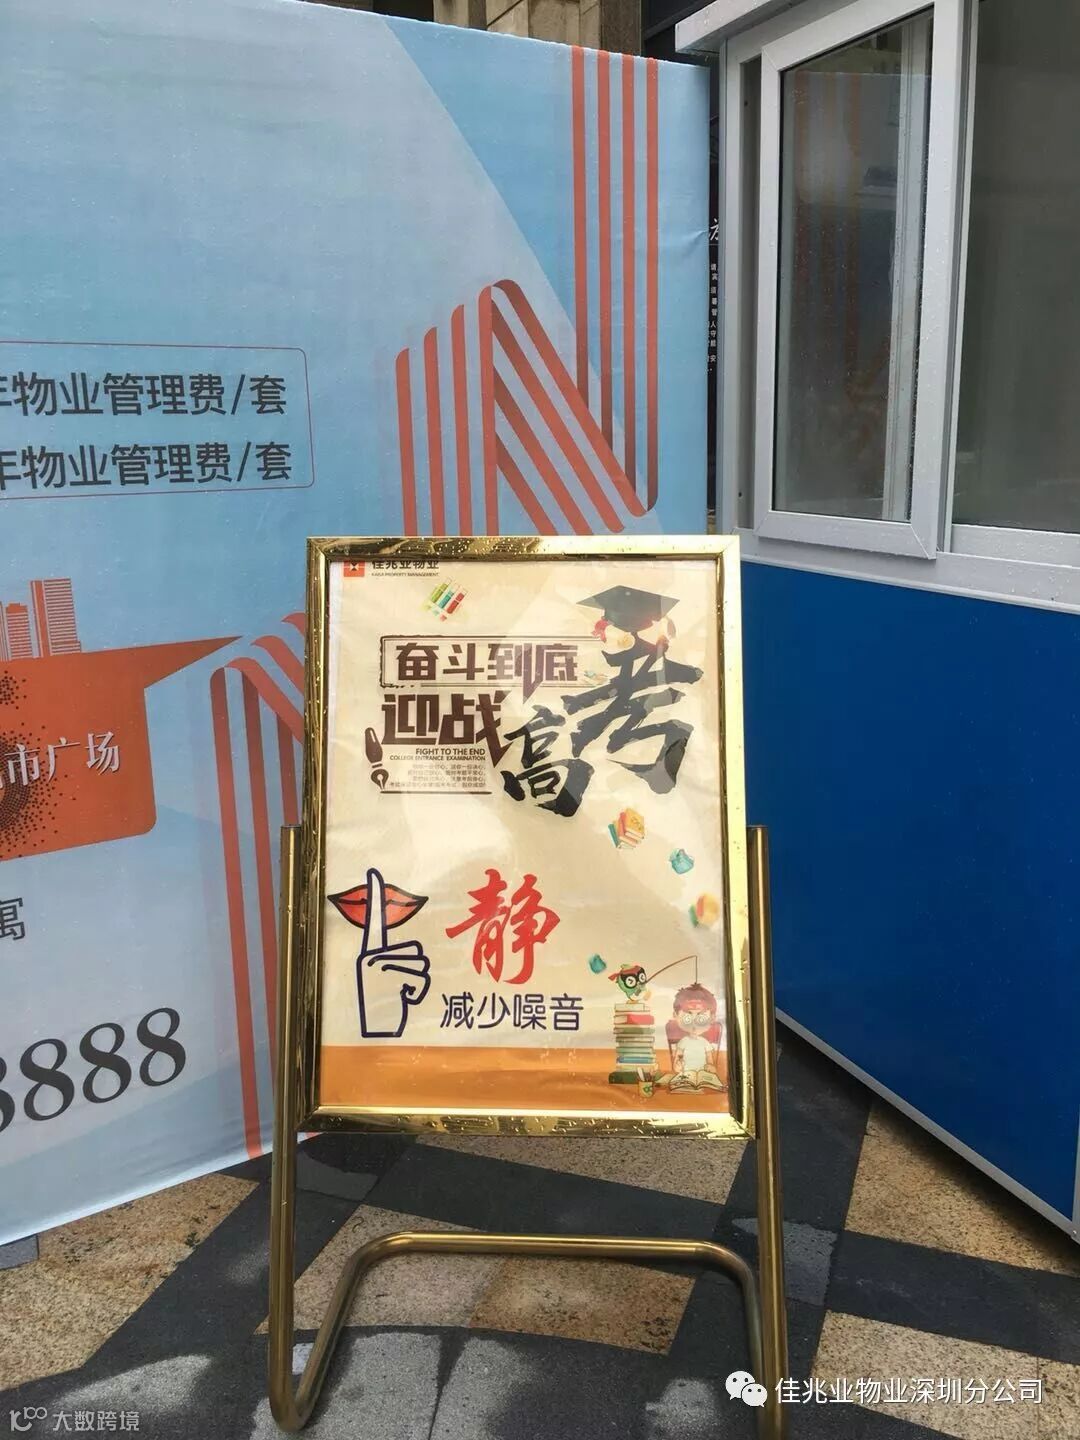 年物业管理费/套
年物业管理费/套
市广场
寓
8888
佳兆业物业
KAISA PROPERTY MANAGEMENT
奋斗到底
迎战
高考
FIGHT TO THE END
COLLEGE ENTRANCE EXAMINATION
静
减少噪音
佳兆业物业深圳分公司
大数跨境